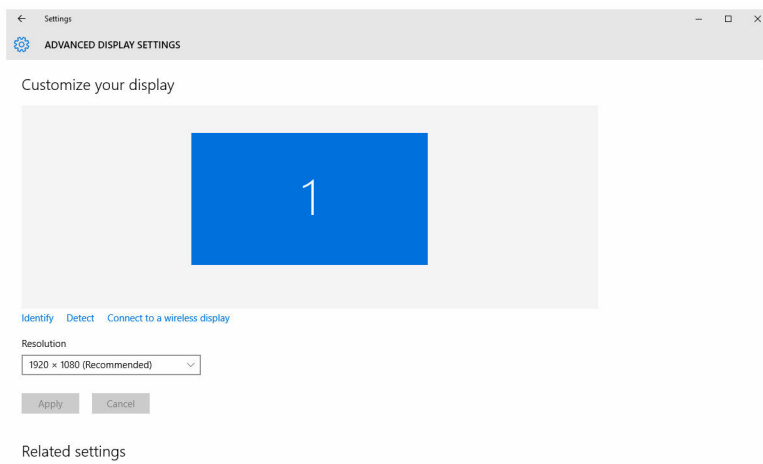 Settings
ADVANCED DISPLAY SETTINGS
Customize your display
1
Identify Detect Connect to a wireless display
Resolution
1920 × 1080 (Recommended)
Apply Cancel
Related settings